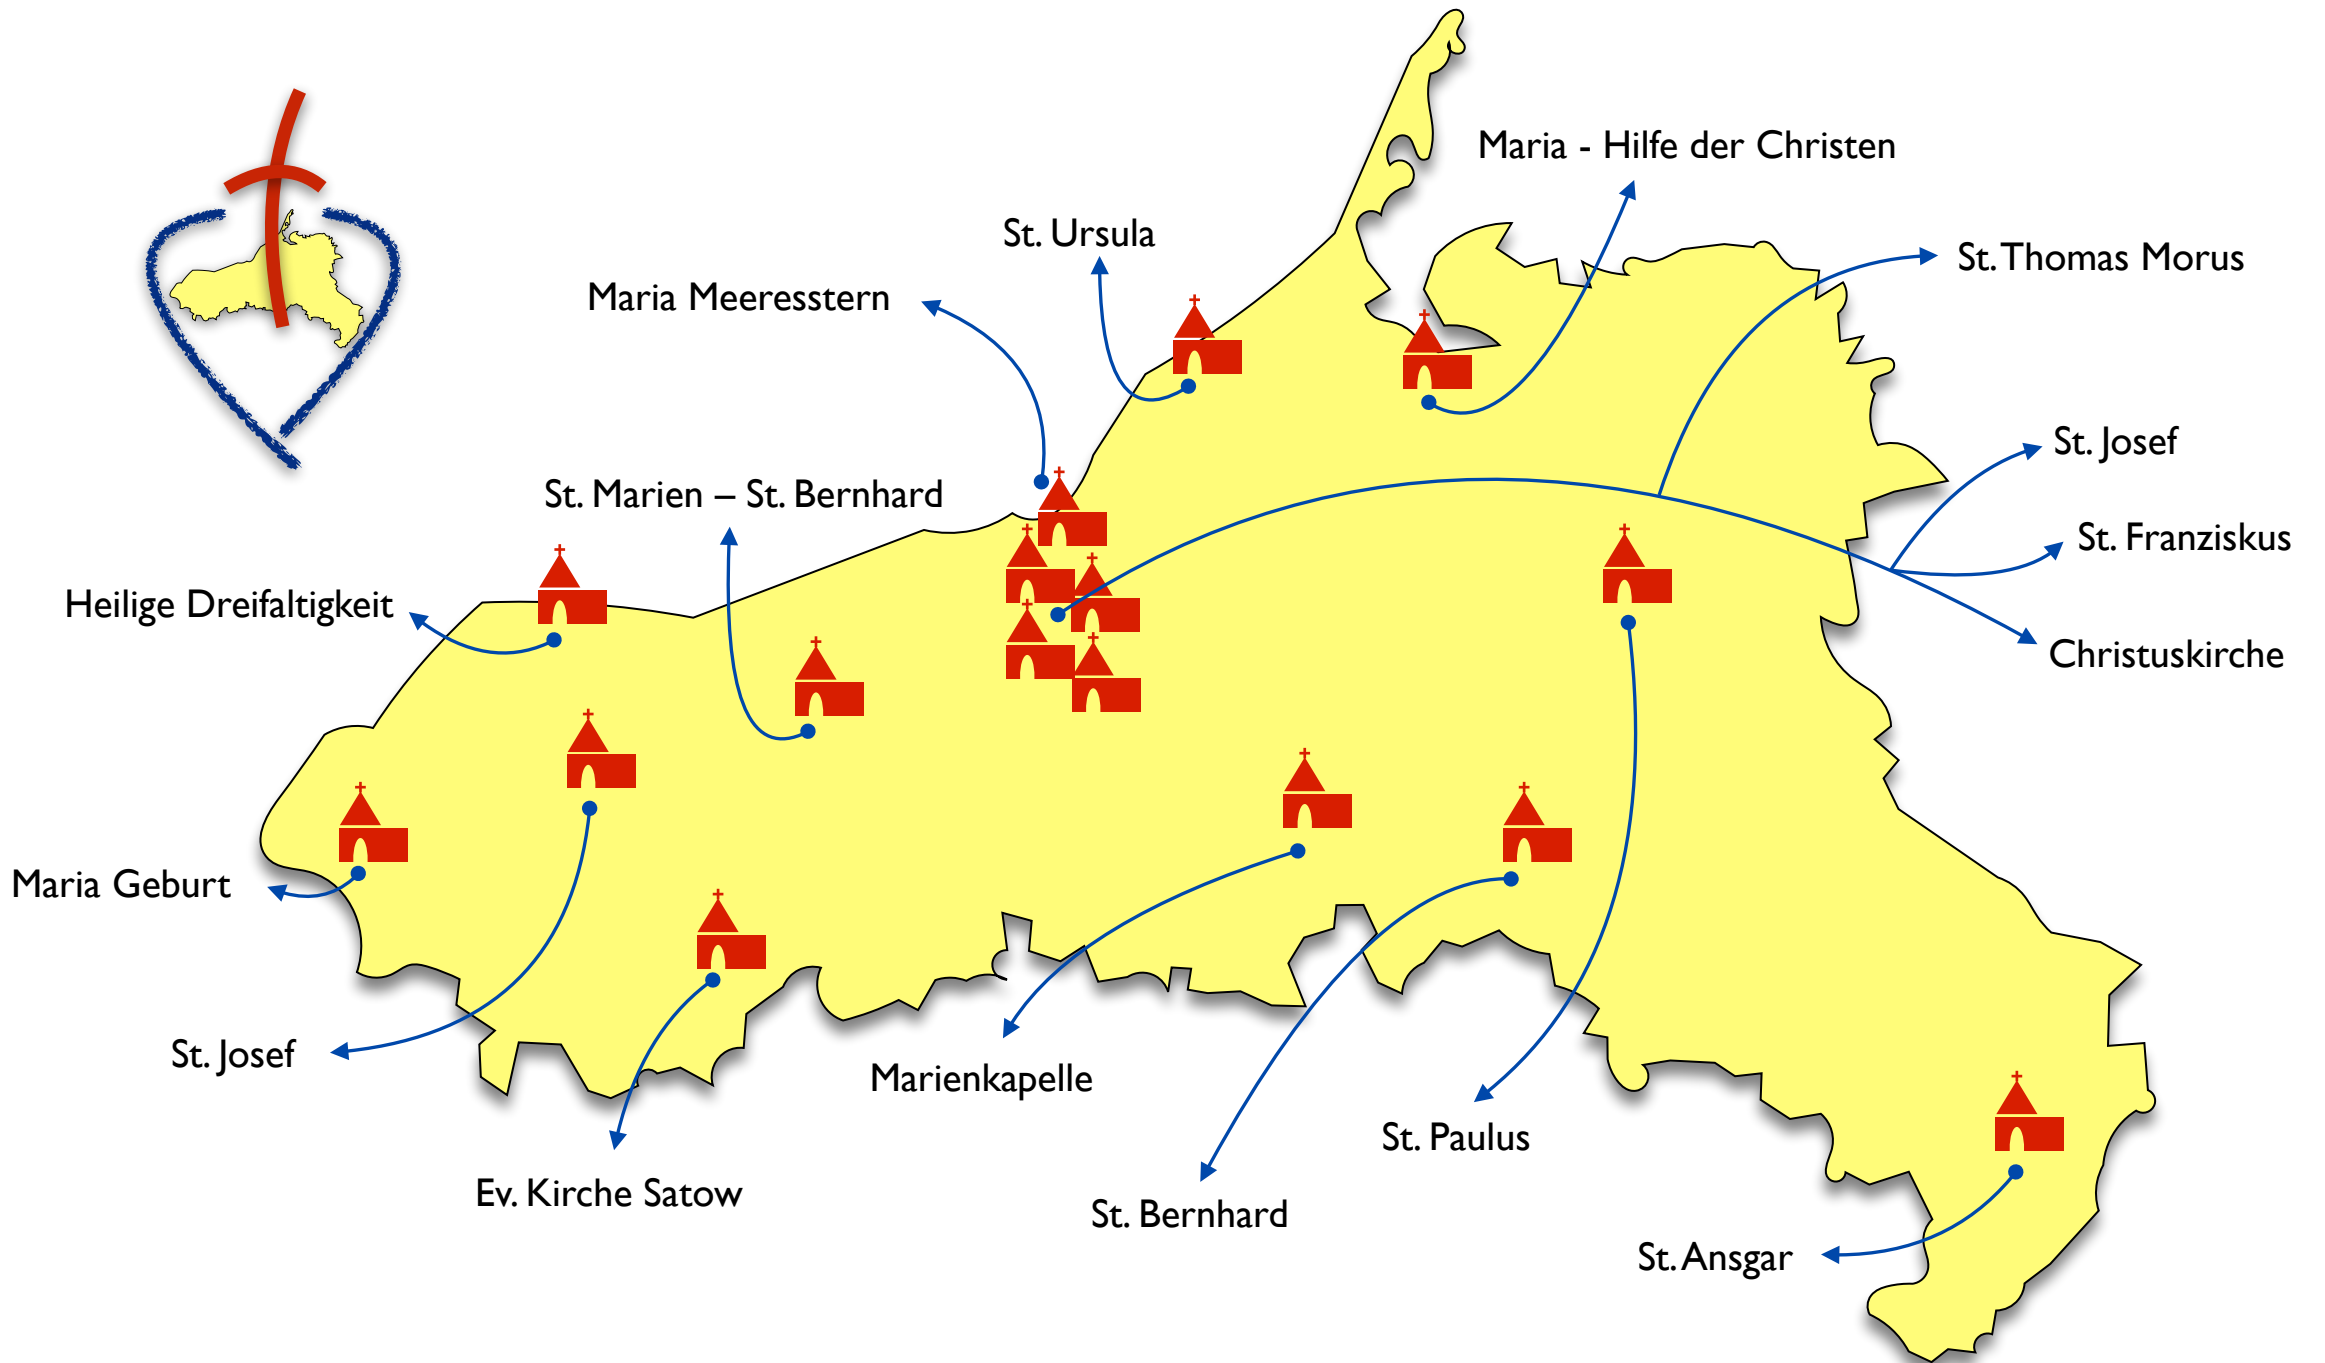 Maria - Hilfe der Christen
St. Ursula
St. Thomas Morus
Maria Meeresstern
St. Josef
St. Marien – St. Bernhard
St. Franziskus
Heilige Dreifaltigkeit
Christuskirche
Maria Geburt
St. Josef
Marienkapelle
St. Paulus
Ev. Kirche Satow
St. Bernhard
St. Ansgar